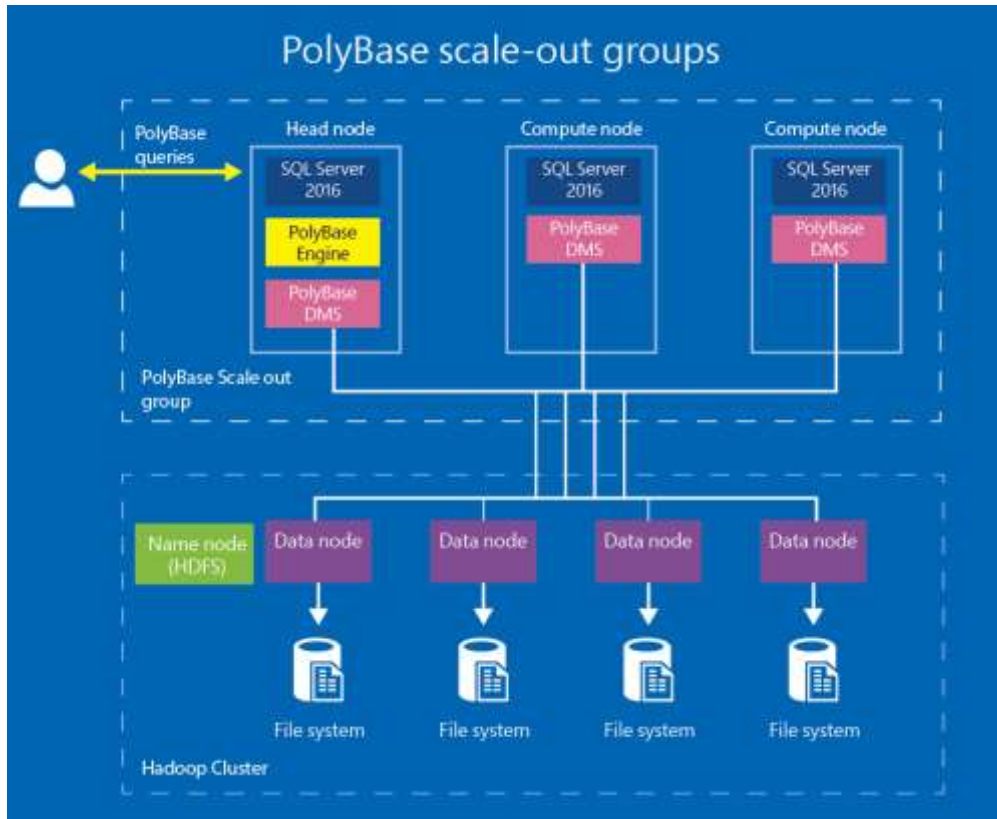 PolyBase scale-out groups
PolyBase
queries
Head node
SQL Server
2016
PolyBase
Engine
PolyBase
DMS
Compute node
SQL Server
2016
PolyBase
DMS
Compute node
SQL Server
2016
PolyBase
DMS
PolyBase Scale out
group
Name node
(HDFS)
Data node
Data node
Data node
Data node
File system
File system
File system
File system
Hadoop Cluster